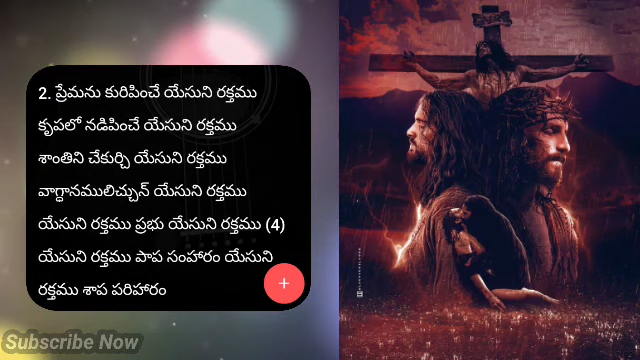 2. ప్రేమను కురిపించే యేసుని రక్తము
కృపలో నడిపించే యేసుని రక్తము
శాంతిని చేకుర్చి యేసుని రక్తము
వాగ్ధానములిచ్చున్ యేసుని రక్తము
యేసుని రక్తము ప్రభు యేసుని రక్తము (4)
యేసుని రక్తము పాప సంహారం యేసుని
రక్తము శాప పరిహారం
+
Subscribe Now